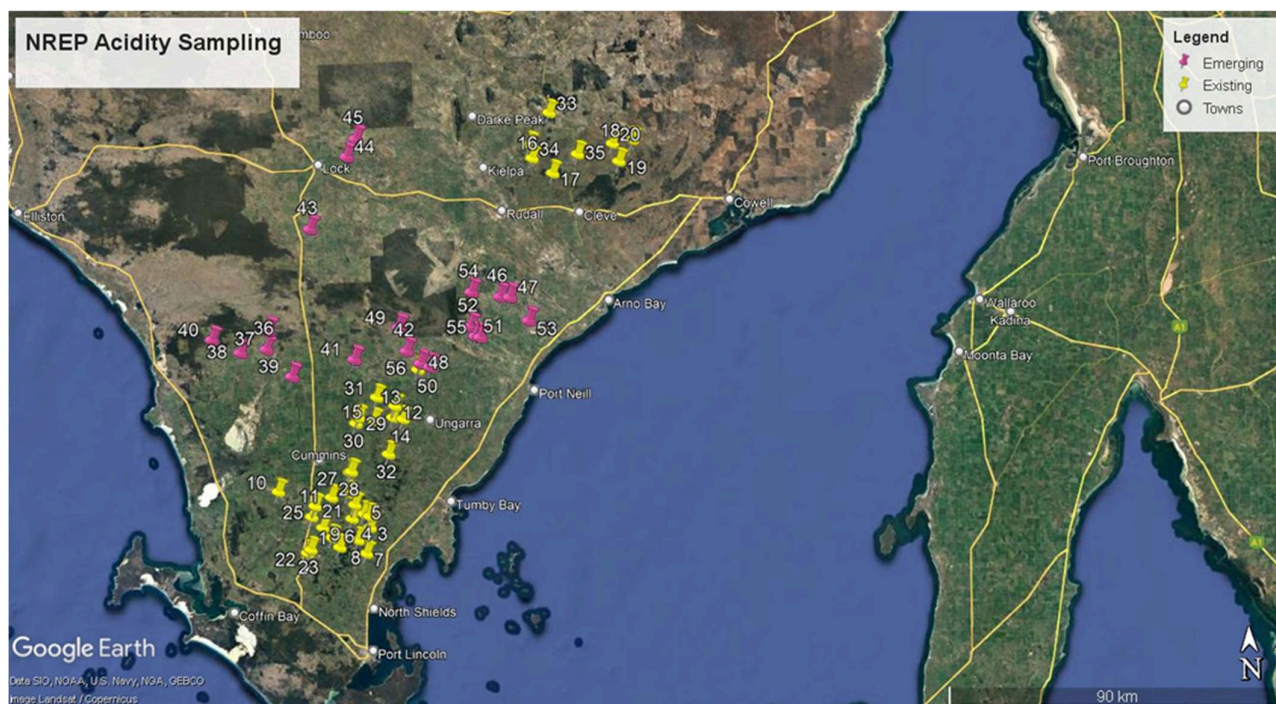 NREP Acidity Sampling
Legend
Emerging
Existing
Towns
33
Darke Peak
45
44
18 20
16 34
35
19
17
Port Broughton
Lock
Kielpa
Elliston
Rudall
Cleve
Cowell
43
54 46
47
Arno Bay
Wallaroo
Kadina
52
49
40
36
37
42
55
51
53
38
41
48
39
56
50
Moonta Bay
A1
31
13
Port Neill
15
29
12
Ungarra
30
14
Cummins
32
10
27
28
11
Tumby Bay
25
21
5
1
9 6 4 3
22
23
8
7
A1
Coffin Bay
North Shields
Port Lincoln
Google Earth
Data SIO, NOAA, U.S. Navy, NGA, GEBCO
Image Landsat / Copernicus
N
90 km